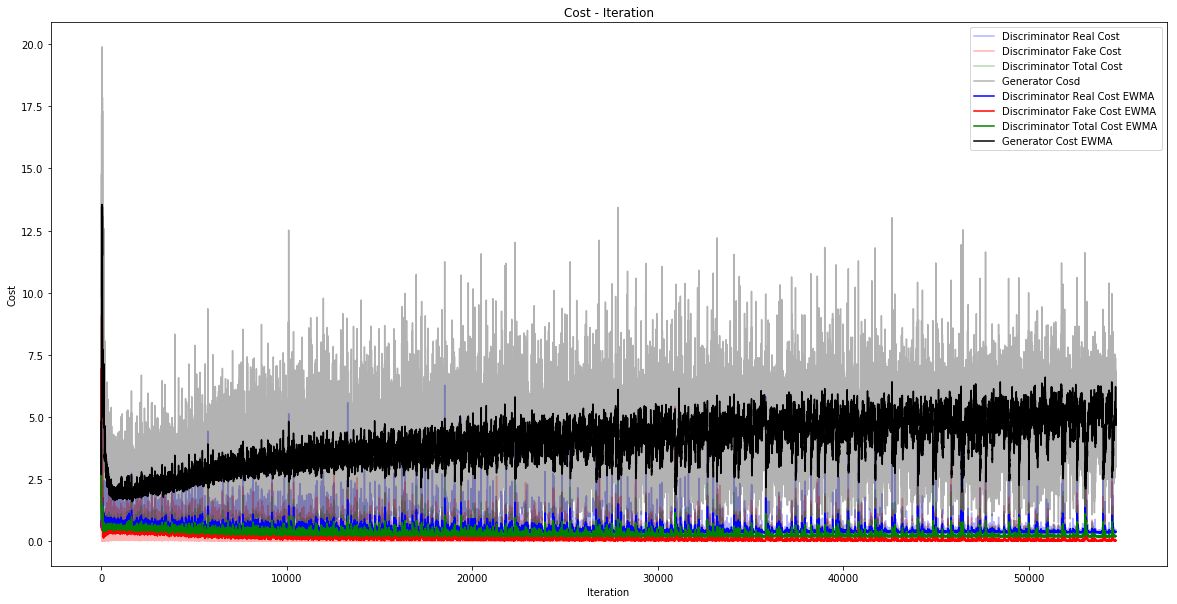 Cost - Iteration
Discriminator Real Cost
Discriminator Fake Cost
Discriminator Total Cost
Generator Cosd
Discriminator Real Cost EWMA
Discriminator Fake Cost EWMA
Discriminator Total Cost EWMA
Generator Cost EWMA
20.0
17.5
15.0
12.5
10.0
7.5
5.0
2.5
0.0
Cost
0 10000 20000 30000 40000 50000
Iteration